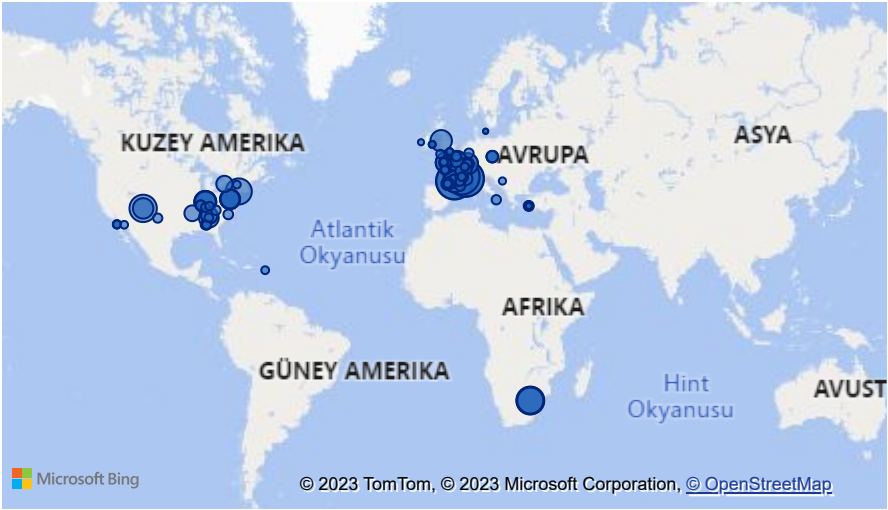 KUZEY AMERIKA
AVRUPA
ASYA
Atlantik
Okyanusu
AFRIKA
GÜNEY AMERIKA
Hint
Okyanusu
AVUST
Microsoft Bing
© 2023 TomTom, © 2023 Microsoft Corporation, © OpenStreetMap